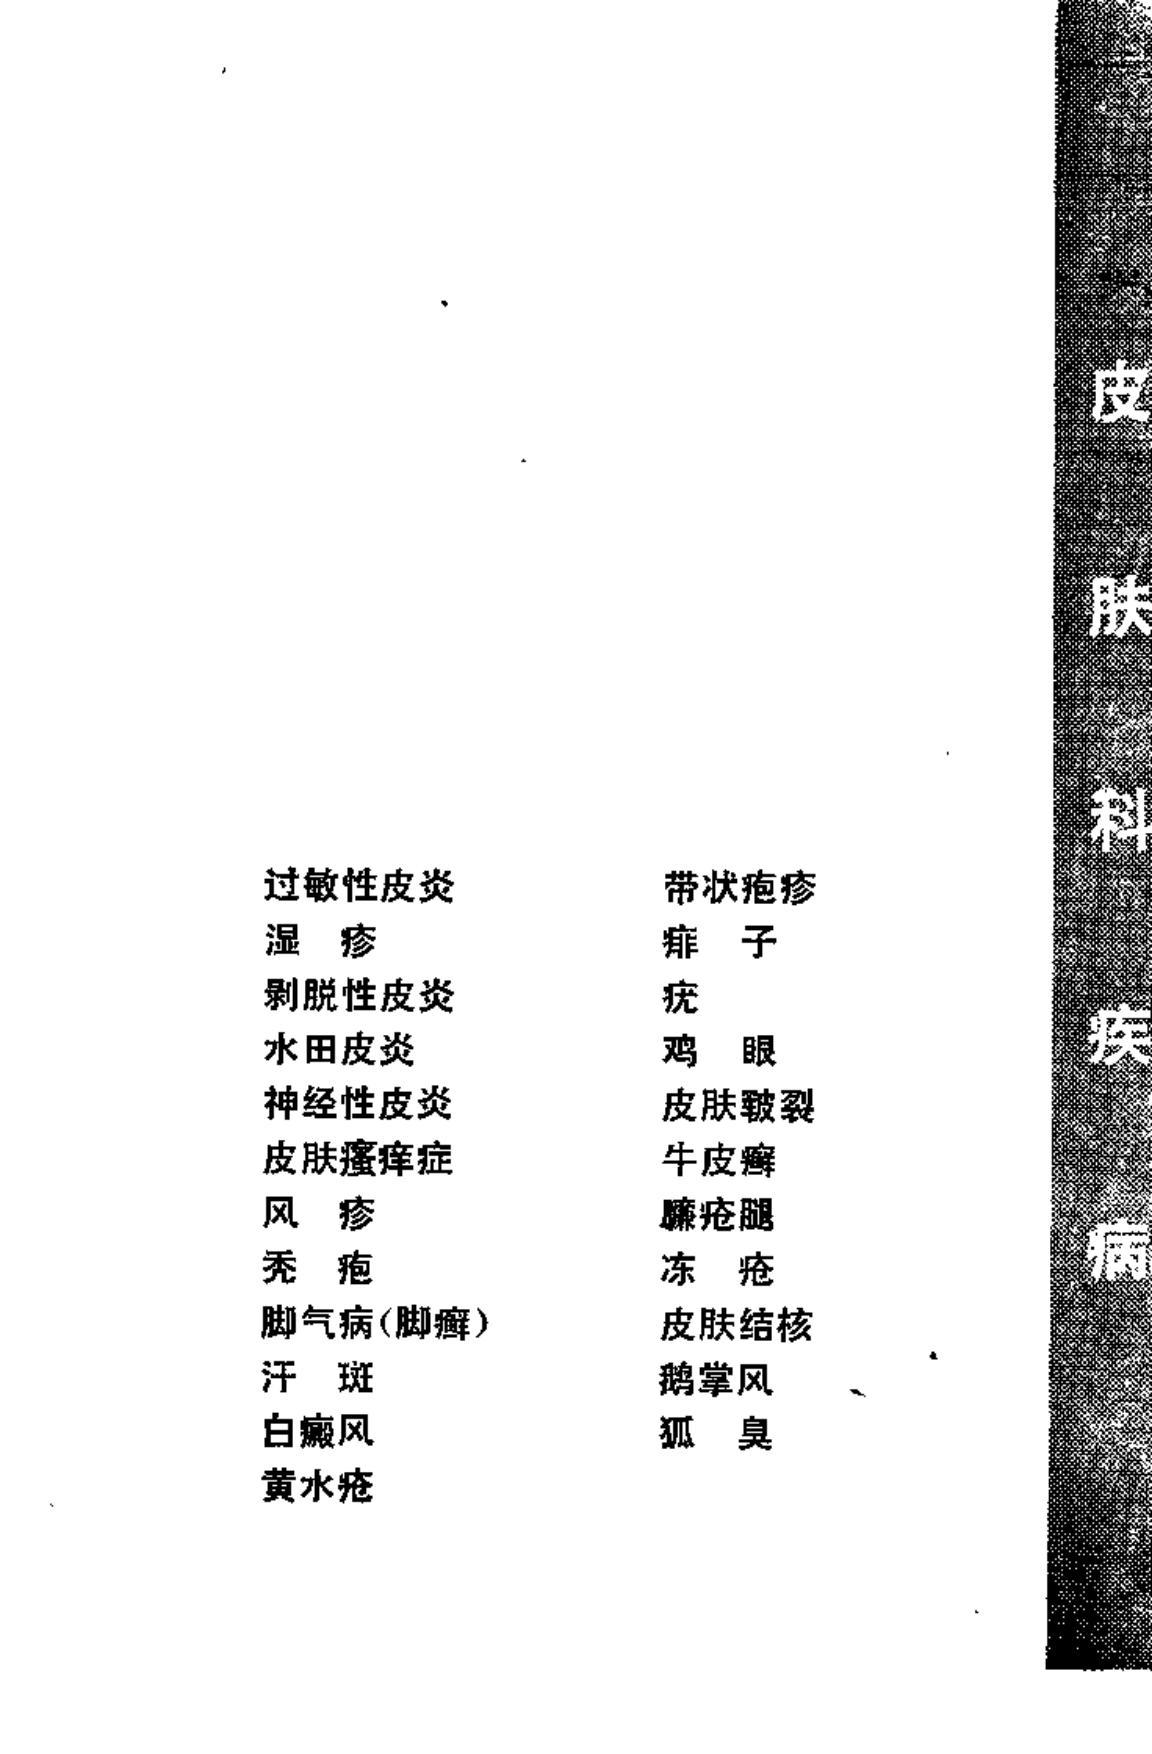 皮肤科疾病
过敏性皮炎
湿 疹
剥脱性皮炎
水田皮炎
神经性皮炎
皮肤瘙痒症
风 疹
秃 疱
脚气病(脚癣)
汗 斑
白癜风
黄水疮
带状疱疹
痱 子
疣
鸡 眼
皮肤皲裂
牛皮癣
臁疮腿
冻 疮
皮肤结核
鹅掌风
狐 臭